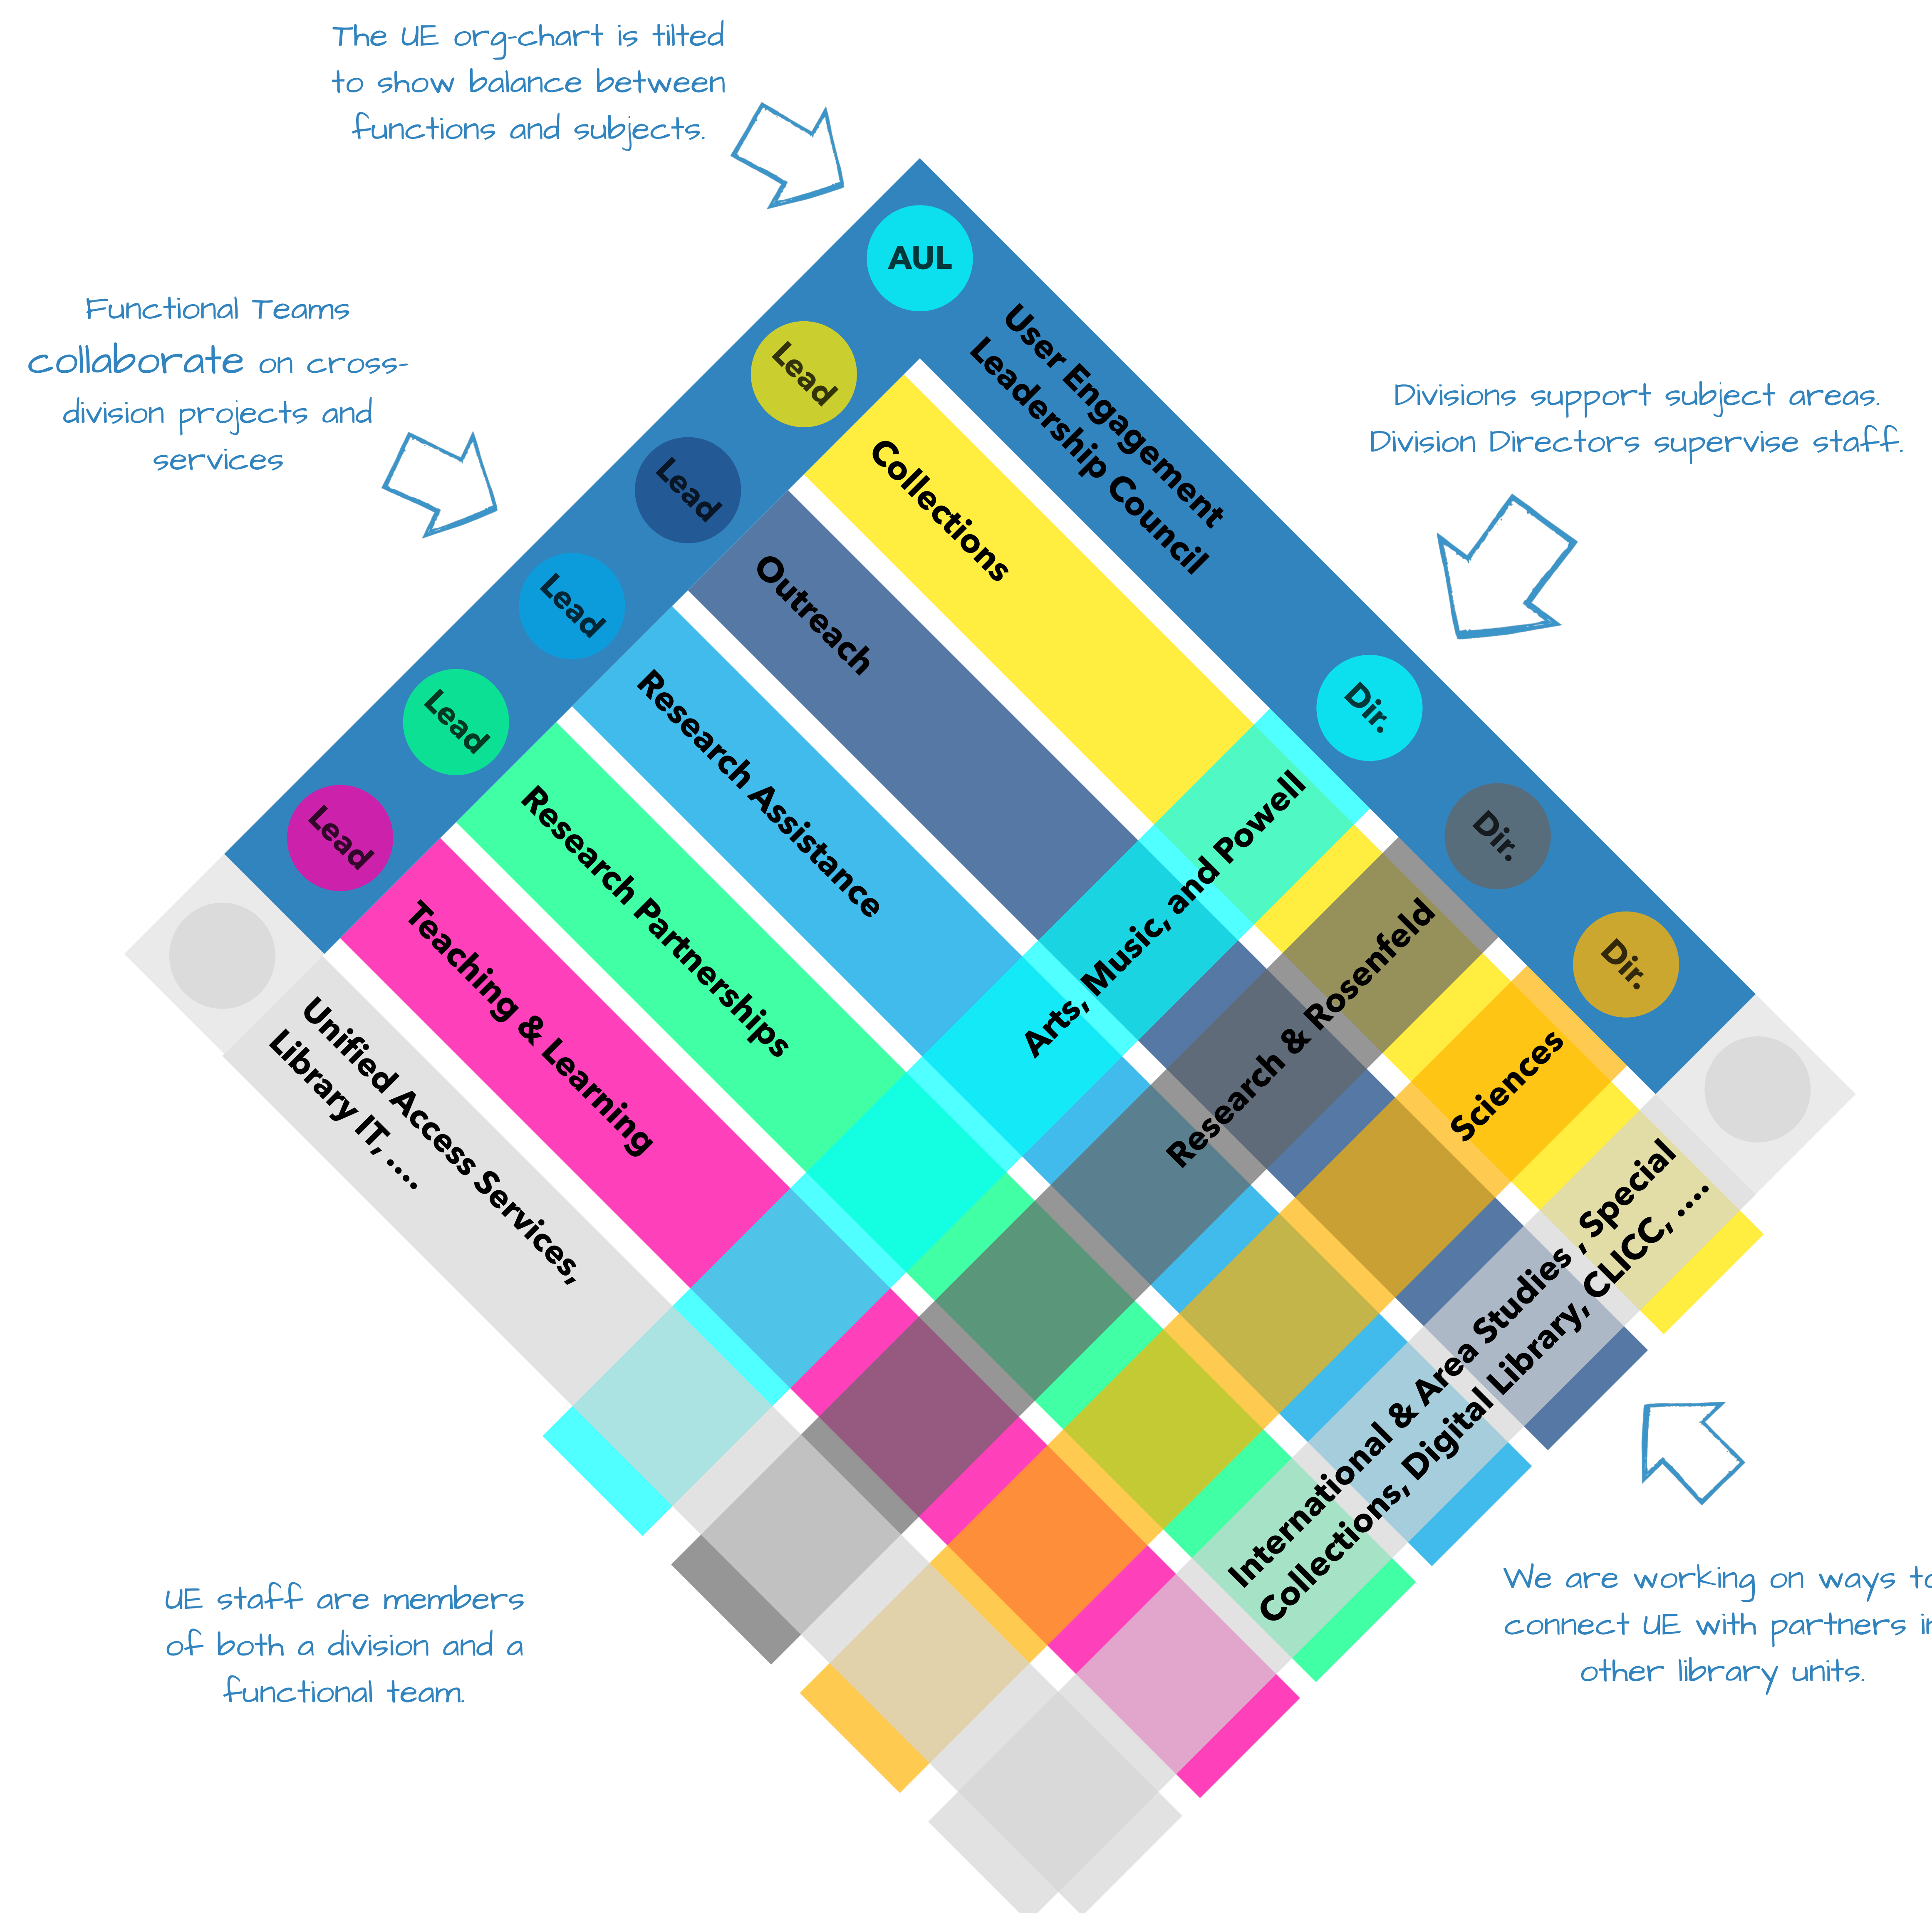 The UE org-chart is tilted
to show balance between
functions and subjects.
Functional Teams
collaborate on cross-
division projects and
services
Divisions support subject areas.
Division Directors supervise staff.
AUL
User Engagement
Leadership Council
Lead
Lead
Lead
Lead
Lead
Dir.
Dir.
Dir.
Collections
Outreach
Research Assistance
Research Partnerships
Teaching & Learning
Unified Access Services,
Library IT, ....
Arts, Music, and Powell
Research & Rosenfeld
Sciences
International & Area Studies , Special
Collections, Digital Library, CLICC, ....
UE staff are members
of both a division and a
functional team.
We are working on ways
connect UE with partners
other library units.